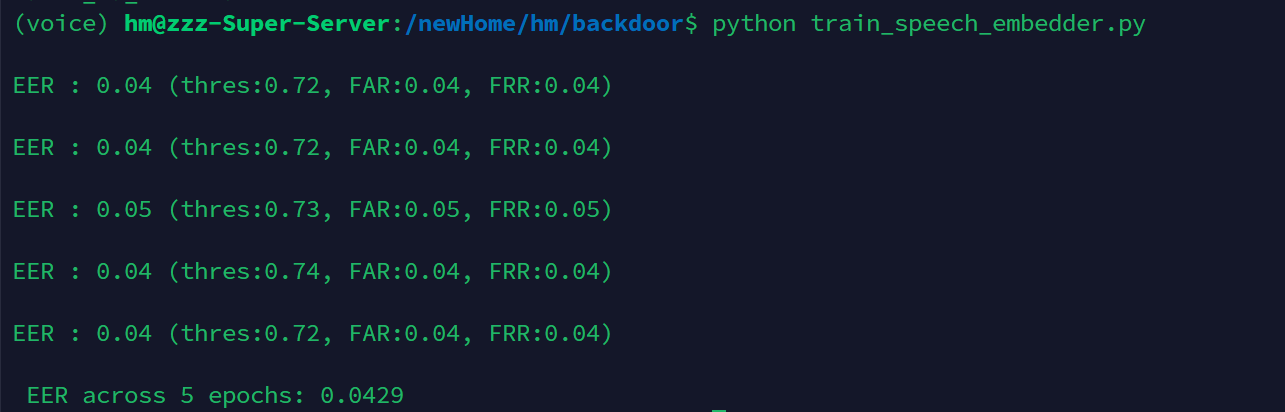 (voice) hm@zzz-Super-Server:/newHome/hm/backdoor$ python train_speech_embedder.py
EER : 0.04 (thres:0.72, FAR:0.04, FRR:0.04)
EER : 0.04 (thres:0.72, FAR:0.04, FRR:0.04)
EER : 0.05 (thres:0.73, FAR:0.05, FRR:0.05)
EER : 0.04 (thres:0.74, FAR:0.04, FRR:0.04)
EER : 0.04 (thres:0.72, FAR:0.04, FRR:0.04)
EER across 5 epochs: 0.0429